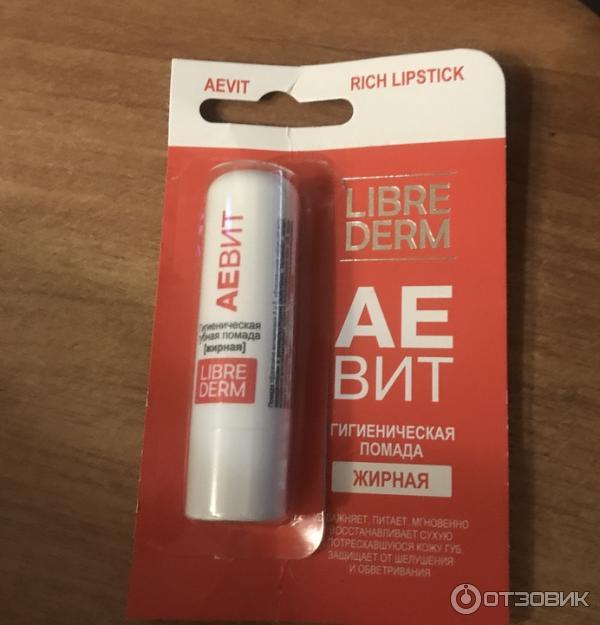 AEVIT
RICH LIPSTICK
LIBRE
DERM
АЕ
ВИТ
ГИГИЕНИЧЕСКАЯ
ПОМАДА
ЖИРНАЯ
УВЛАЖНЯЕТ, ПИТАЕТ, МГНОВЕННО
ВОССТАНАВЛИВАЕТ СУХУЮ
ПОТРЕСКАВШУЮСЯ КОЖУ ГУБ,
ЗАЩИЩАЕТ ОТ ШЕЛУШЕНИЯ
И ОБВЕТРИВАНИЯ
АЕВИТ
Гигиеническая
губная помада
[жирная]
LIBRE
DERM
ОТЗОВИК